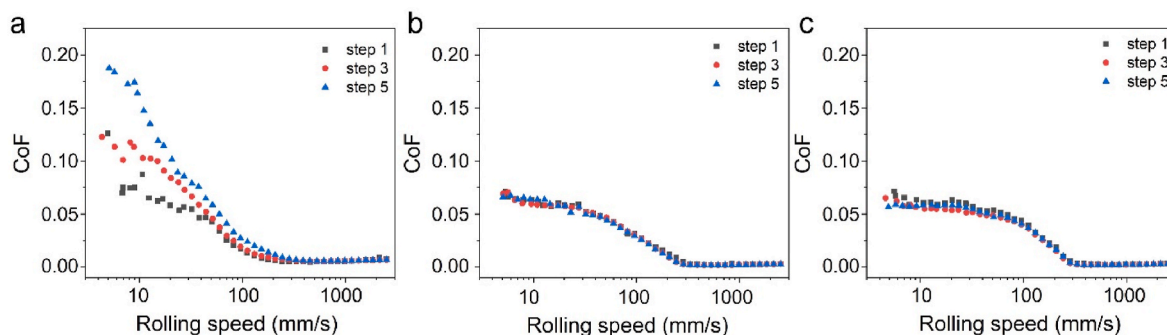 a
0.20
0.15
0.10
0.05
0.00
CoF
step 1
step 3
step 5
10 100 1000
Rolling speed (mm/s)
b
0.20
0.15
0.10
0.05
0.00
CoF
step 1
step 3
step 5
10 100 1000
Rolling speed (mm/s)
c
0.20
0.15
0.10
0.05
0.00
CoF
step 1
step 3
step 5
10 100 1000
Rolling speed (mm/s)